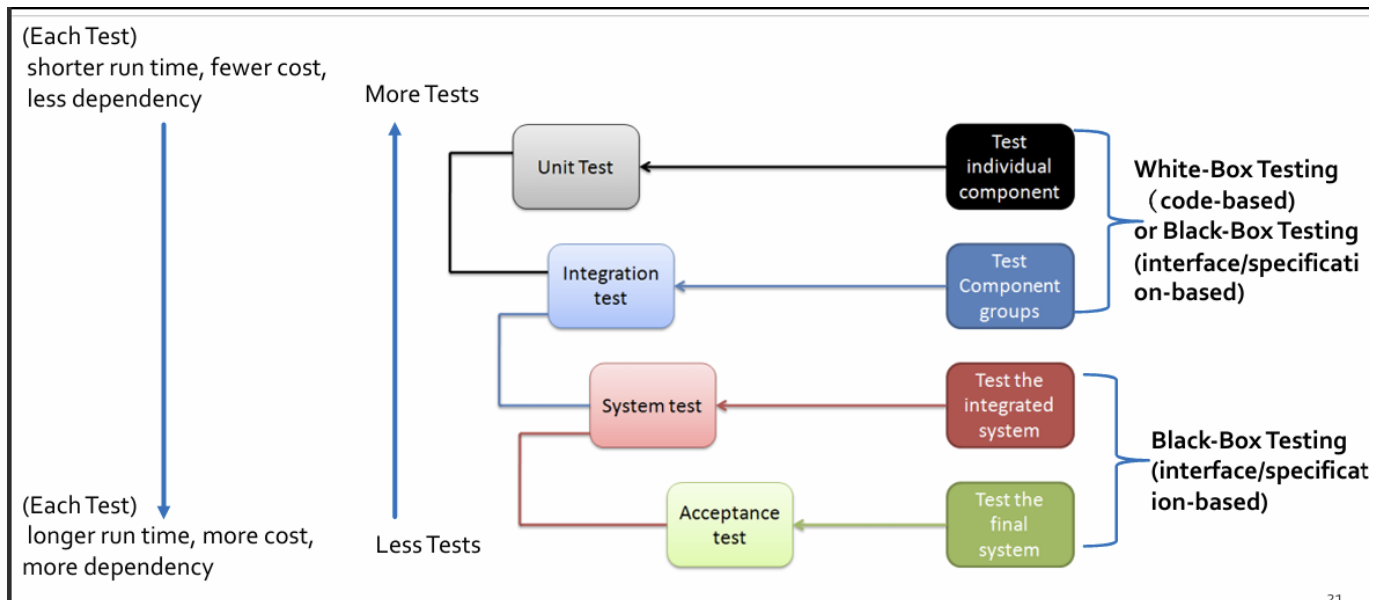 (Each Test)
shorter run time, fewer cost,
less dependency
More Tests
Unit Test
Test
individual
component
White-Box Testing
（code-based)
or Black-Box Testing
(interface/specificati
on-based)
Integration
test
Test
Component
groups
System test
Test the
integrated
system
Black-Box Testing
(interface/specificat
ion-based)
(Each Test)
longer run time, more cost,
more dependency
Less Tests
Acceptance
test
Test the
final
system
21